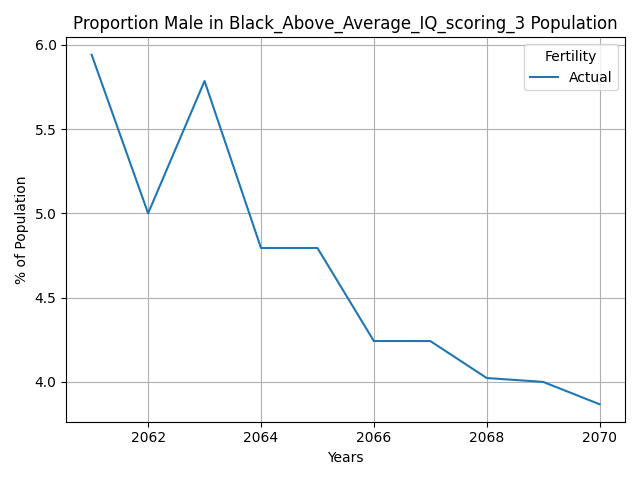 Proportion Male in Black_Above_Average_IQ_scoring_3 Population
Fertility
Actual
% of Population
6.0
5.5
5.0
4.5
4.0
2062 2064 2066 2068 2070
Years